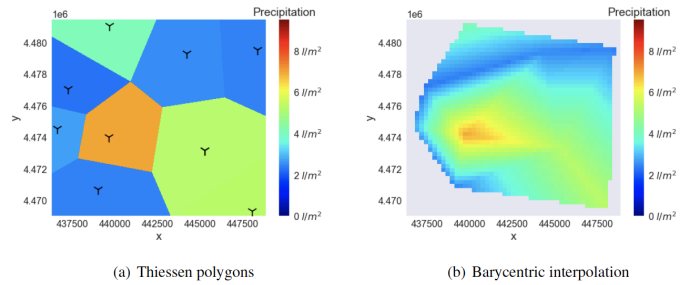 1e6 Precipitation 1e6 Precipitation
4.480 4.480
8 l/m² 8 l/m²
4.478 4.478
6 l/m² 6 l/m²
4.476 4.476
y y
4 l/m² 4 l/m²
4.474 4.474
4.472 2 l/m² 4.472 2 l/m²
4.470 0 l/m² 4.470 0 l/m²
437500 440000 442500 445000 447500 437500 440000 442500 445000 447500
x x
(a) Thiessen polygons (b) Barycentric interpolation